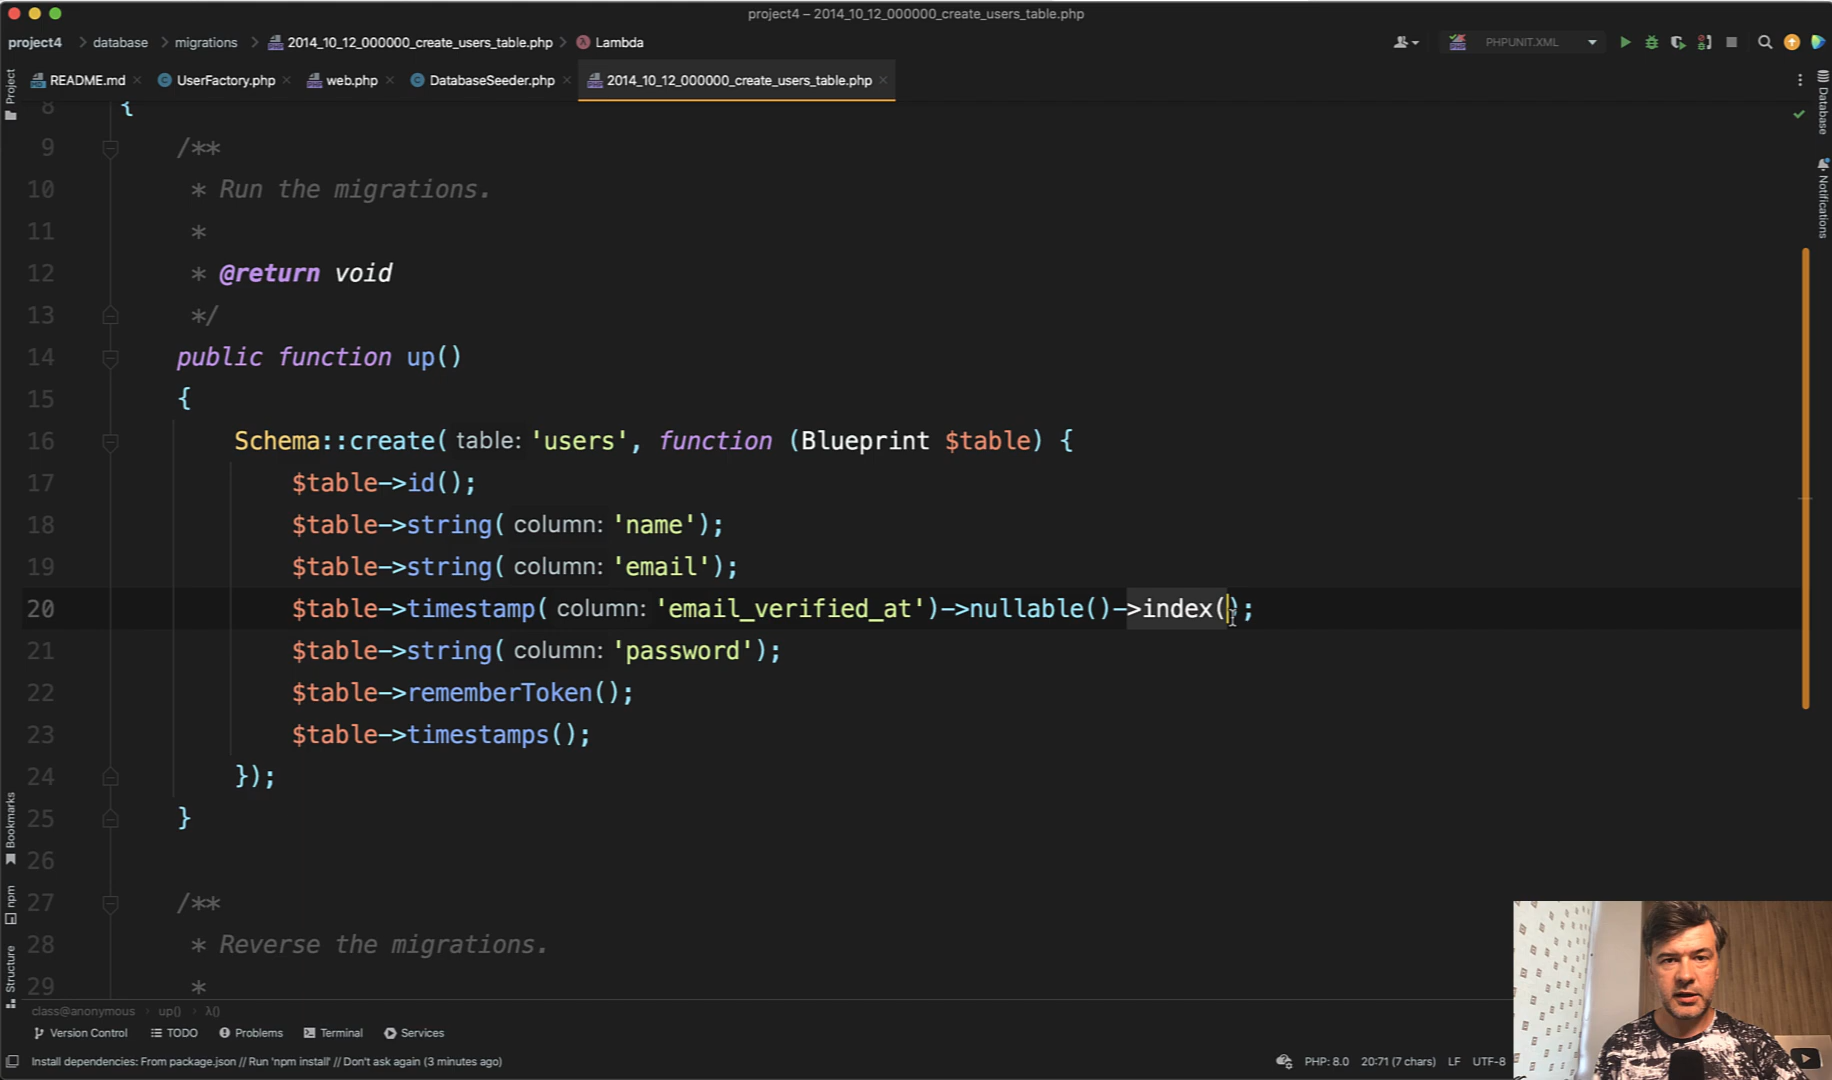 project4 – 2014_10_12_000000_create_users_table.php
project4 > database > migrations > 2014_10_12_000000_create_users_table.php > Lambda
PHPUNIT.XML
README.md
UserFactory.php
web.php
DatabaseSeeder.php
2014_10_12_000000_create_users_table.php
Project
Database
Notifications
8 {
9 /**
10 * Run the migrations.
11 *
12 * @return void
13 */
14 public function up()
15 {
16 Schema::create( table: 'users', function (Blueprint $table) {
17 $table->id();
18 $table->string( column: 'name');
19 $table->string( column: 'email');
20 $table->timestamp( column: 'email_verified_at')->nullable()->index();
21 $table->string( column: 'password');
22 $table->rememberToken();
23 $table->timestamps();
24 });
25 }
26
27 /**
28 * Reverse the migrations.
29 *
Bookmarks
npm
Structure
class@anonymous > up() > λ()
Version Control
TODO
Problems
Terminal
Services
Install dependencies: From package.json // Run 'npm install' // Don't ask again (3 minutes ago)
PHP: 8.0 20:71 (7 chars) LF UTF-8